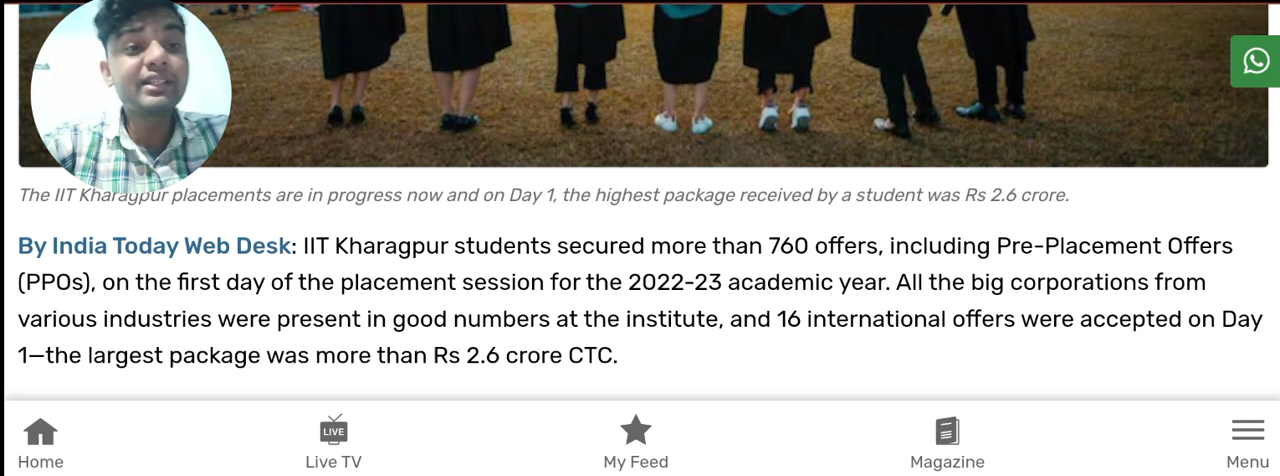 The IIT Kharagpur placements are in progress now and on Day 1, the highest package received by a student was Rs 2.6 crore.
By India Today Web Desk: IIT Kharagpur students secured more than 760 offers, including Pre-Placement Offers
(PPOs), on the first day of the placement session for the 2022-23 academic year. All the big corporations from
various industries were present in good numbers at the institute, and 16 international offers were accepted on Day
1—the largest package was more than Rs 2.6 crore CTC.
LIVE
Home
Live TV
My Feed
Magazine
Menu